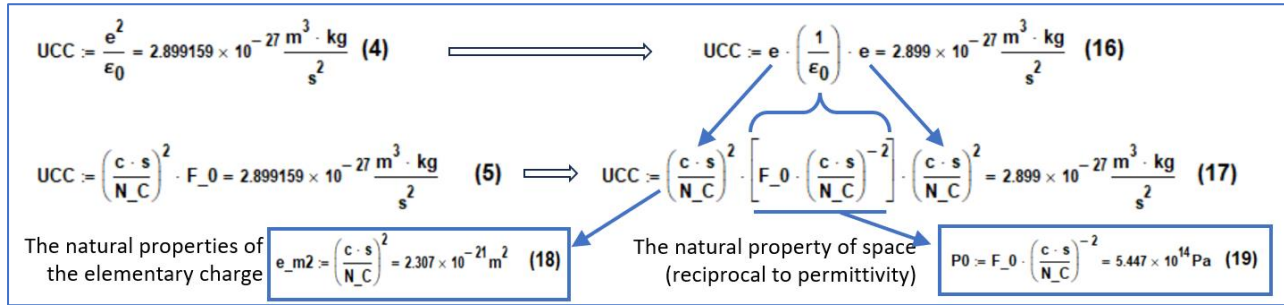 UCC := e² / ε₀ = 2.899159 × 10⁻²⁷ m³ · kg / s² (4)
UCC := e · (1 / ε₀) · e = 2.899 × 10⁻²⁷ m³ · kg / s² (16)
UCC := (c · s / N_C)² · F_0 = 2.899159 × 10⁻²⁷ m³ · kg / s² (5)
UCC := (c · s / N_C)² · [F_0 · (c · s / N_C)⁻²] · (c · s / N_C)² = 2.899 × 10⁻²⁷ m³ · kg / s² (17)
The natural properties of
the elementary charge
e_m2 := (c · s / N_C)² = 2.307 × 10⁻²¹ m² (18)
The natural property of space
(reciprocal to permittivity)
P0 := F_0 · (c · s / N_C)⁻² = 5.447 × 10¹⁴ Pa (19)